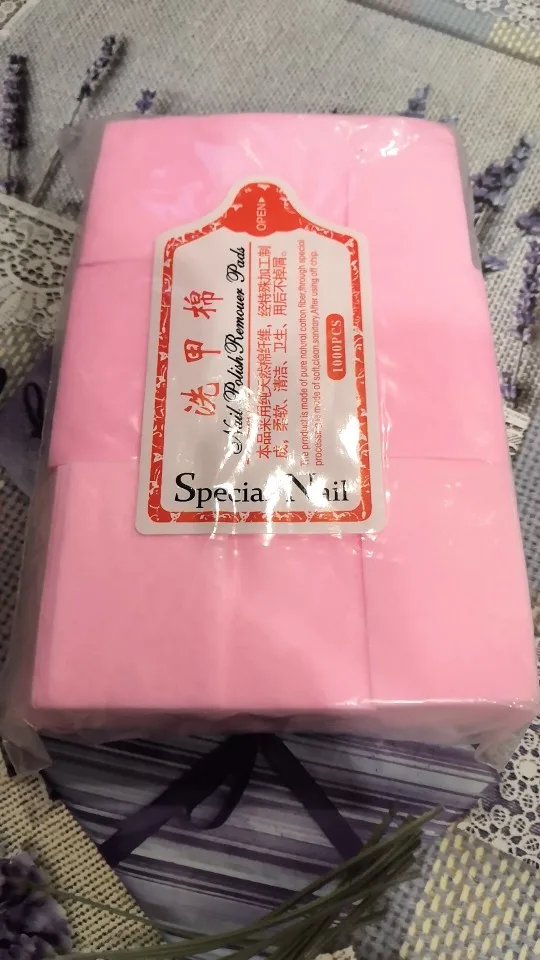 OPEN
洗甲棉
Nail Polish Remouer Pads
本品采用纯天然棉纤维，经特殊加工制
成，柔软、清洁、卫生、用后不掉屑。
The product is made of pure natural cotton fiber,through special
processing,is made of soft,clean,sanitary,After using off chip.
1000PCS
Special Nail